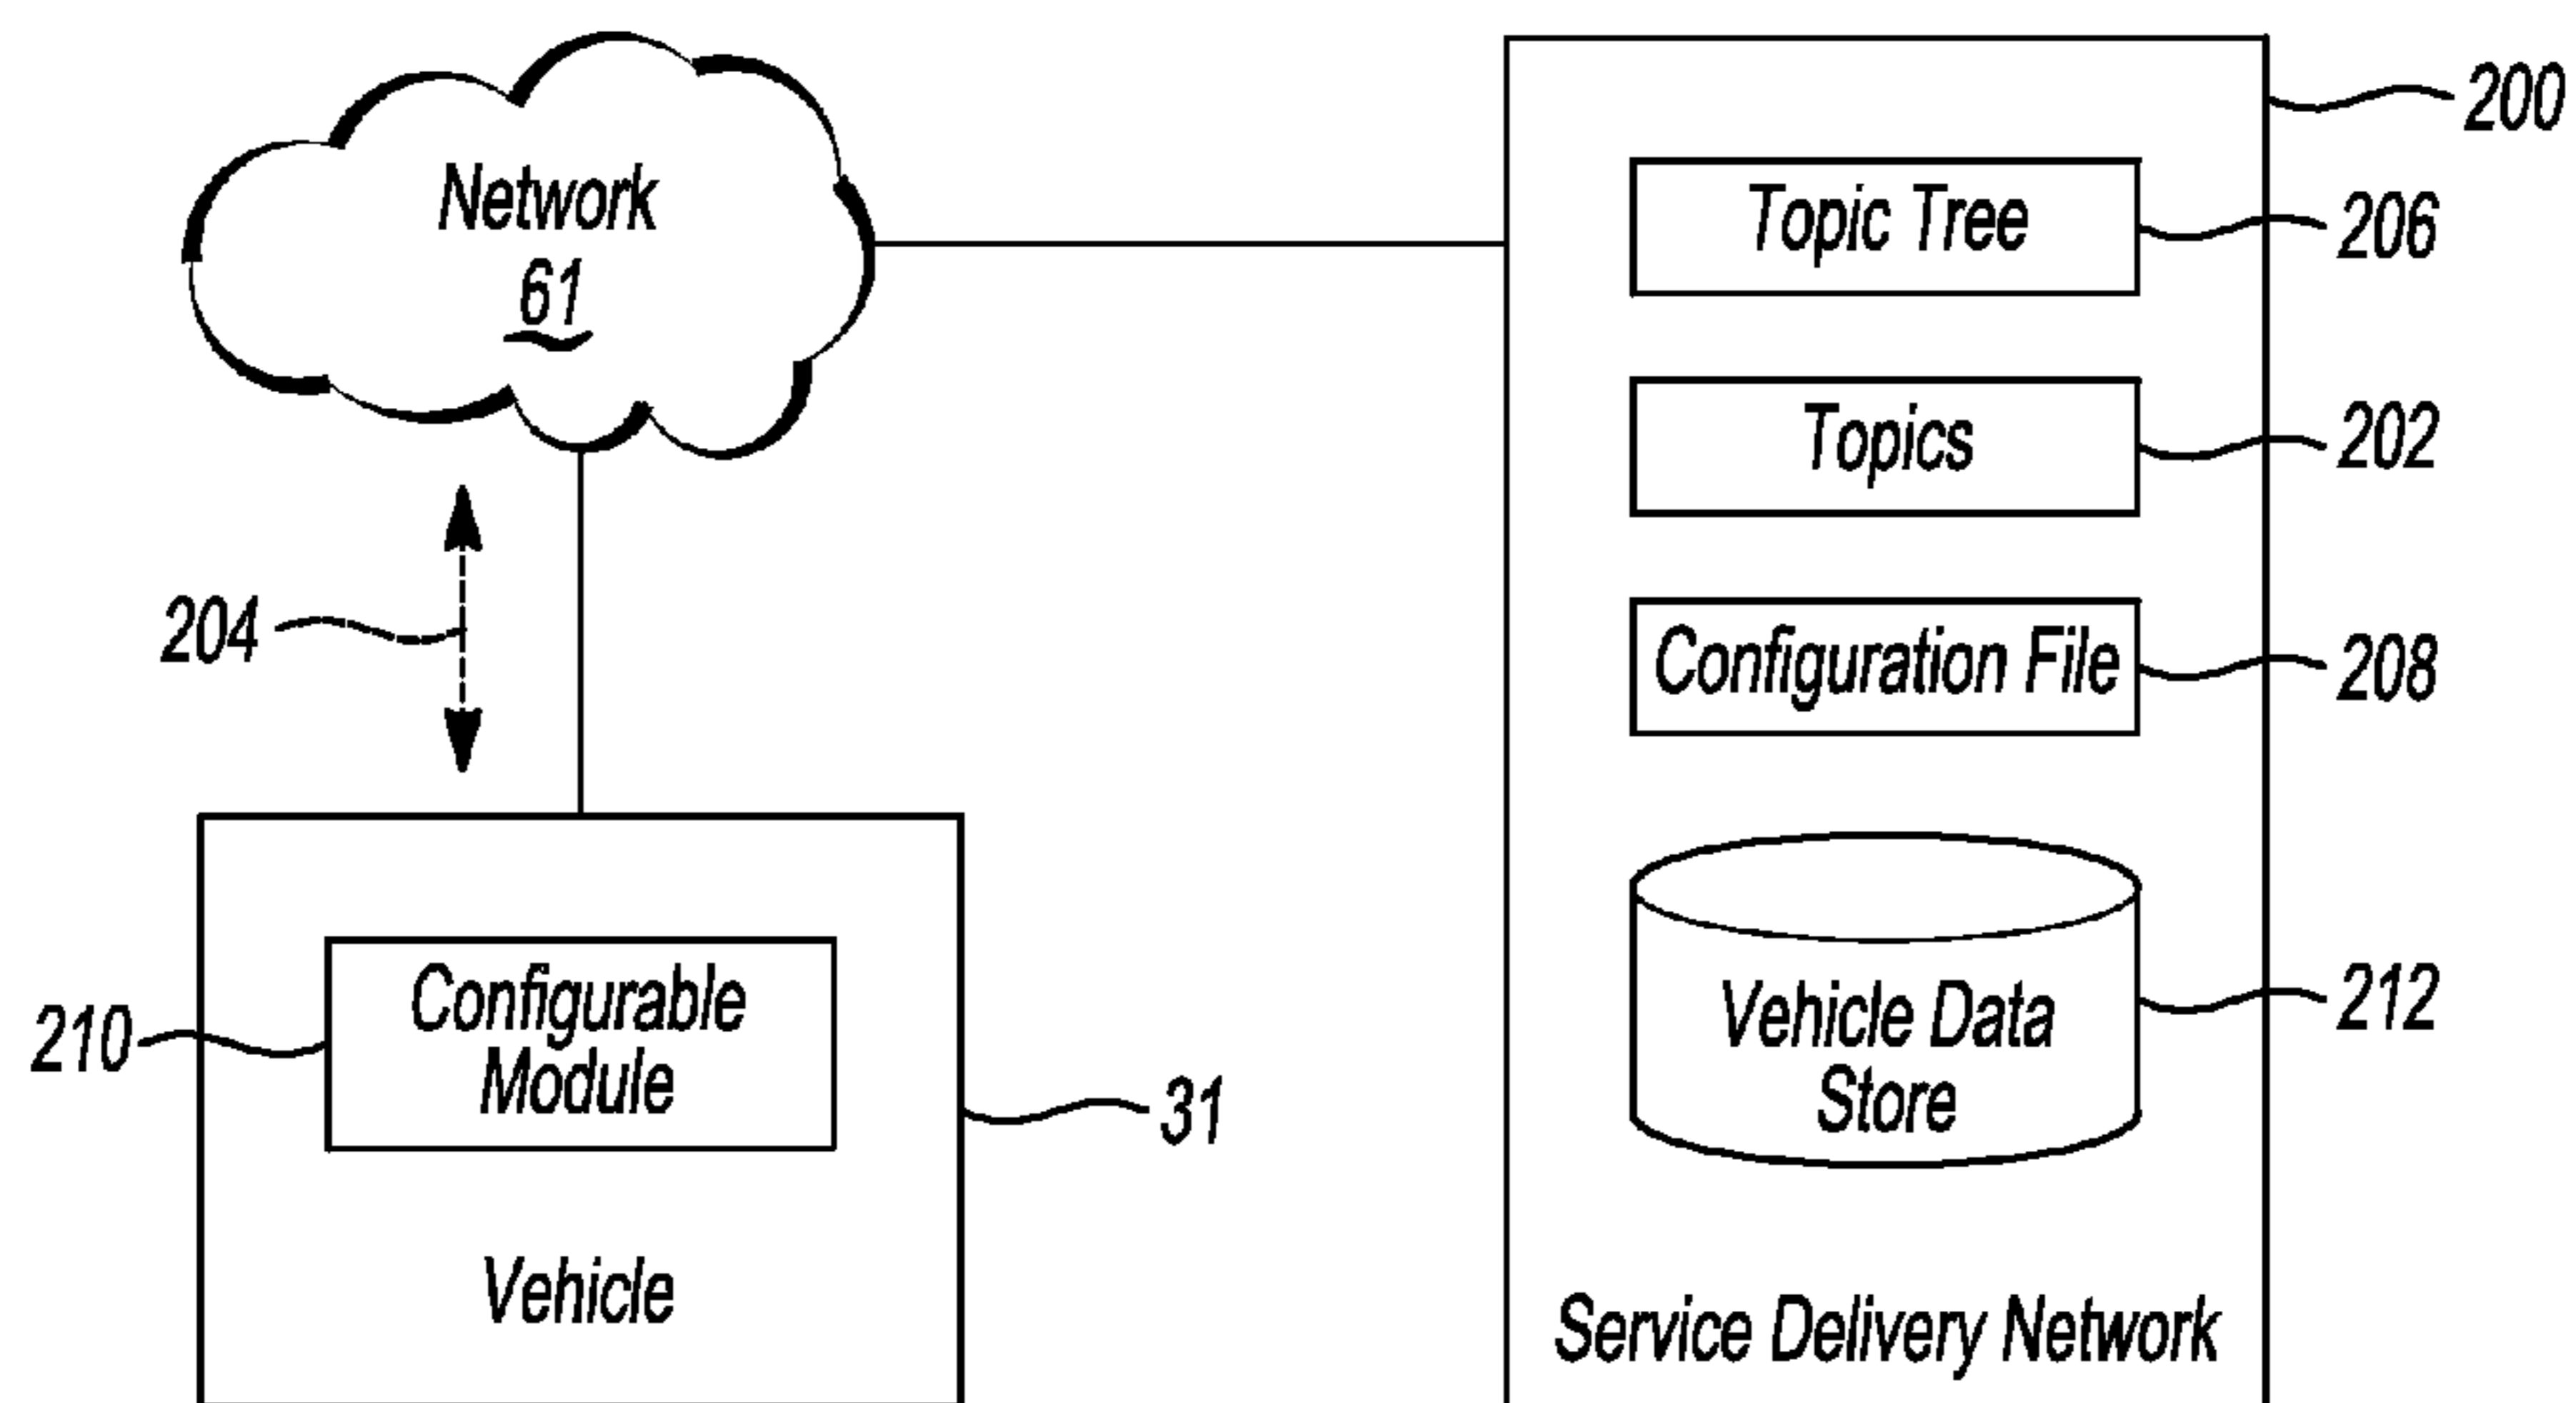 Network
61
200
Topic Tree
206
Topics
202
204
Configuration File
208
Configurable
Module
210
31
Vehicle
Vehicle Data
Store
212
Service Delivery Network